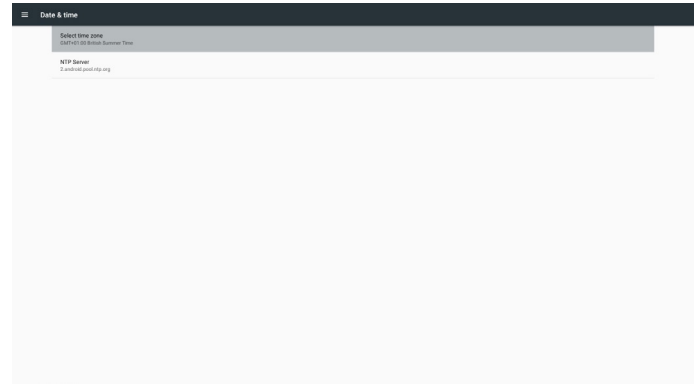 Date & time
Select time zone
GMT+01:00 British Summer Time
NTP Server
2.android.pool.ntp.org